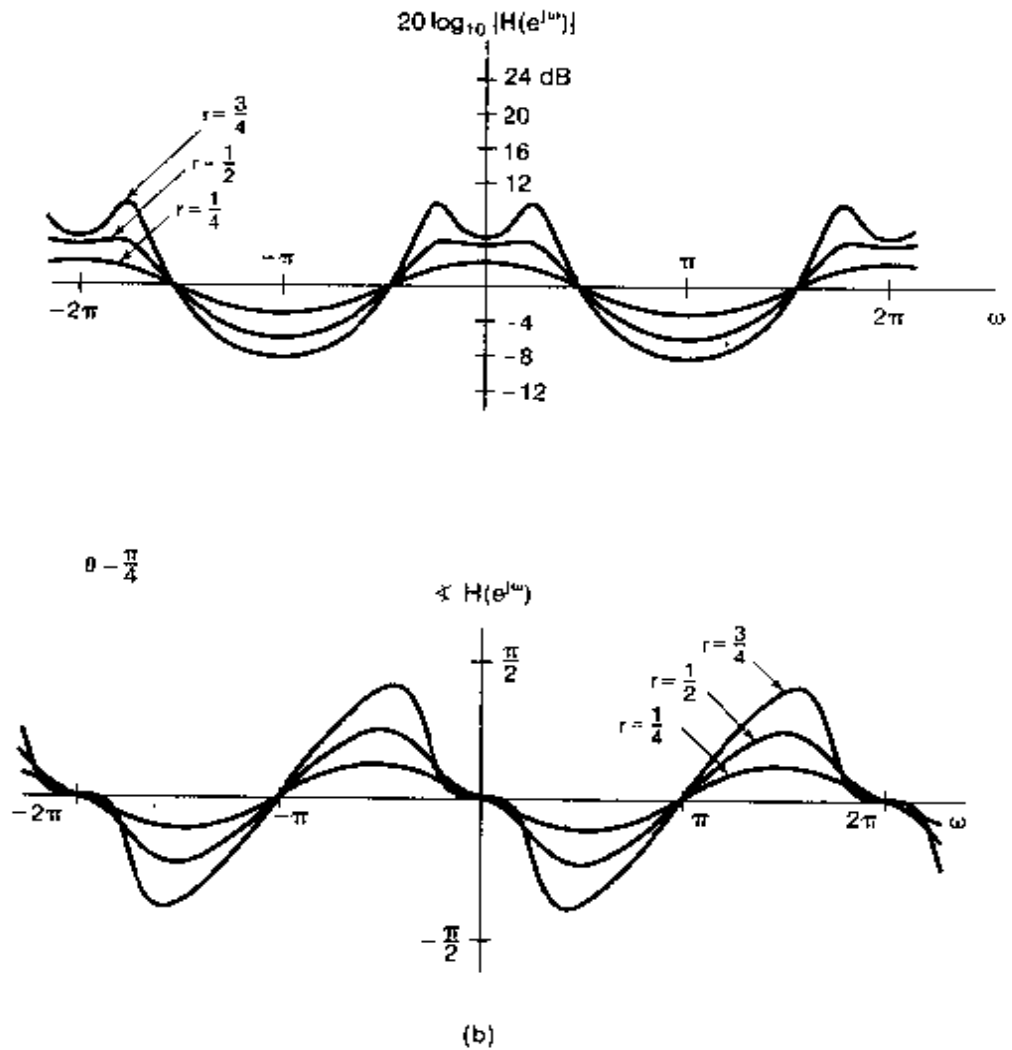 20 log₁₀ |H(e^jω)|
24 dB
20
16
12
r = 3/4
r = 1/2
r = 1/4
−π
π
−2π
2π
ω
−4
−8
−12
θ − π/4
∢ H(e^jω)
π/2
r = 3/4
r = 1/2
r = 1/4
−2π
−π
π
2π
ω
−π/2
(b)